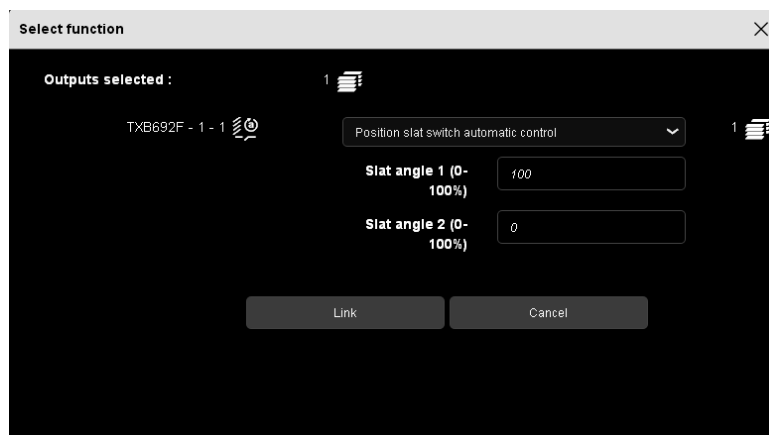 Select function
Outputs selected : 1
TXB692F - 1 - 1 Position slat switch automatic control 1
Slat angle 1 (0-
100%) 100
Slat angle 2 (0-
100%) 0
Link Cancel